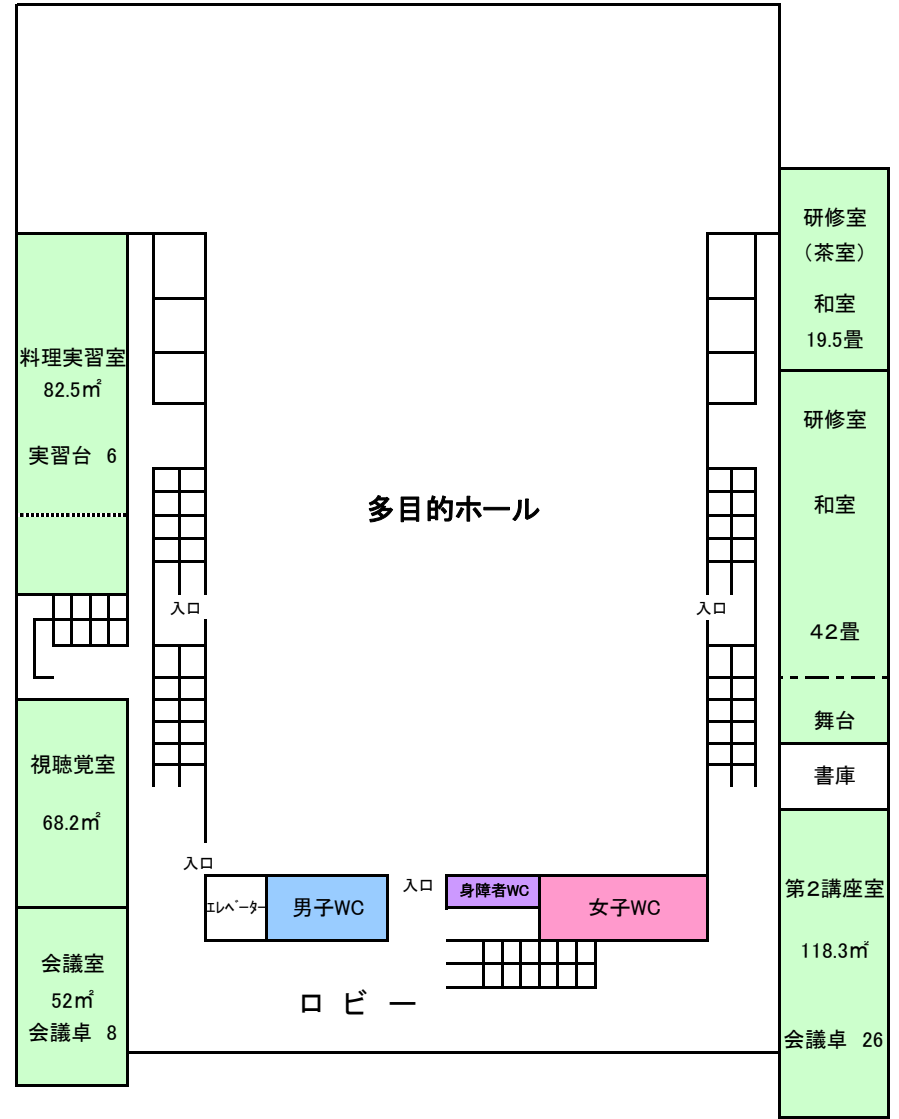 研修室
（茶室）
和室
19.5畳
料理実習室
82.5㎡
実習台 6
研修室
和室
42畳
舞台
多目的ホール
入口
入口
書庫
視聴覚室
68.2㎡
入口
入口
エレベーター
男子WC
身障者WC
女子WC
第2講座室
118.3㎡
会議卓 26
会議室
52㎡
会議卓 8
ロビー